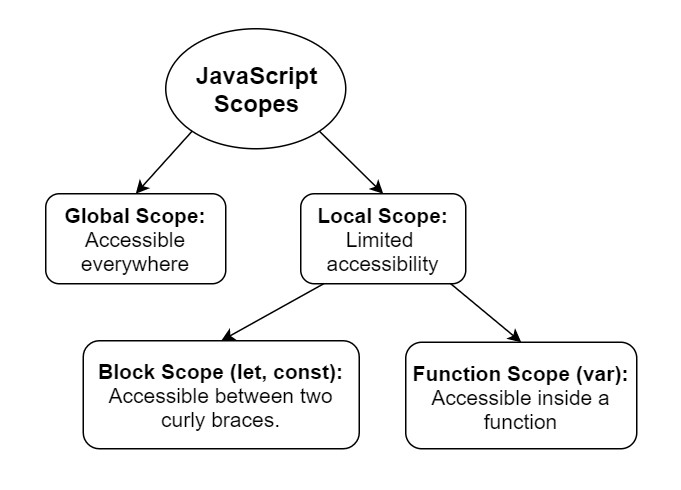 JavaScript
Scopes
Global Scope:
Accessible
everywhere
Local Scope:
Limited
accessibility
Block Scope (let, const):
Accessible between two
curly braces.
Function Scope (var):
Accessible inside a
function